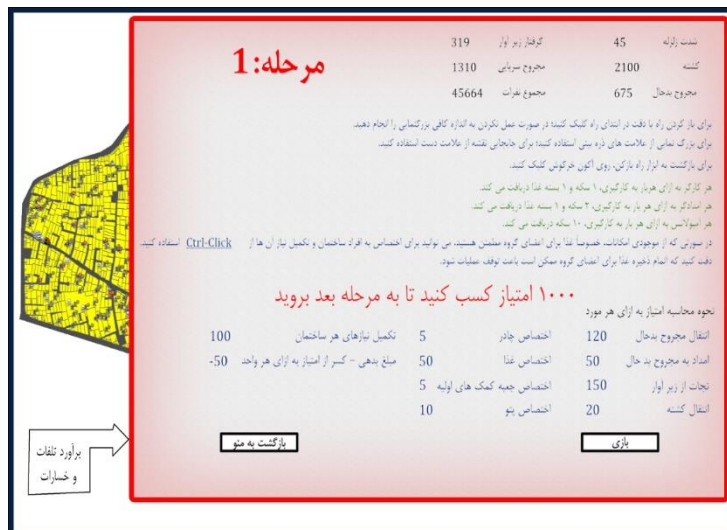 مرحله:1
شدت زلزله 45 گرفتار زیر آوار 319
کشته 2100 مجروح سرپایی 1310
مجروح بدحال 675 مجموع نفرات 45664
برای باز کردن راه با دقت در ابتدای راه کلیک کنید؛ در صورت عمل نکردن به اندازه کافی بزرگنمایی را انجام دهید.
برای بزرگ نمایی از علامت های ذره بینی استفاده کنید؛ برای جابجایی نقشه از علامت دست استفاده کنید.
برای بازگشت به ابزار راه بازکن، روی آکون خرگوش کلیک کنید.
هر کارگر به ازای هربار به کارگیری، ۱ سکه و ۱ بسته غذا دریافت می کند.
هر امدادگر به ازای هر بار به کارگیری، ۲ سکه و ۱ بسته غذا دریافت می کند.
هر آمبولانس به ازای هر بار به کارگیری، ۱۰ سکه دریافت می کند.
در صورتی که از موجودی امکانات، خصوصاً غذا برای اعضای گروه مطمئن هستید، می توانید برای اختصاص به افراد ساختمان و تکمیل نیاز آن ها از Ctrl-Click استفاده کنید.
دقت کنید که اتمام ذخیره غذا برای اعضای گروه ممکن است باعث توقف عملیات شود.
۱۰۰۰ امتیاز کسب کنید تا به مرحله بعد بروید
نحوه محاسبه امتیاز به ازای هر مورد
انتقال مجروح بدحال 120 اختصاص چادر 5 تکمیل نیازهای هر ساختمان 100
امداد به مجروح بد حال 50 اختصاص غذا 50 مبلغ بدهی - کسر از امتیاز به ازای هر واحد 50-
نجات از زیر آوار 150 اختصاص جعبه کمک های اولیه 5
انتقال کشته 20 اختصاص پتو 10
بازی بازگشت به منو
برآورد تلفات
و خسارات